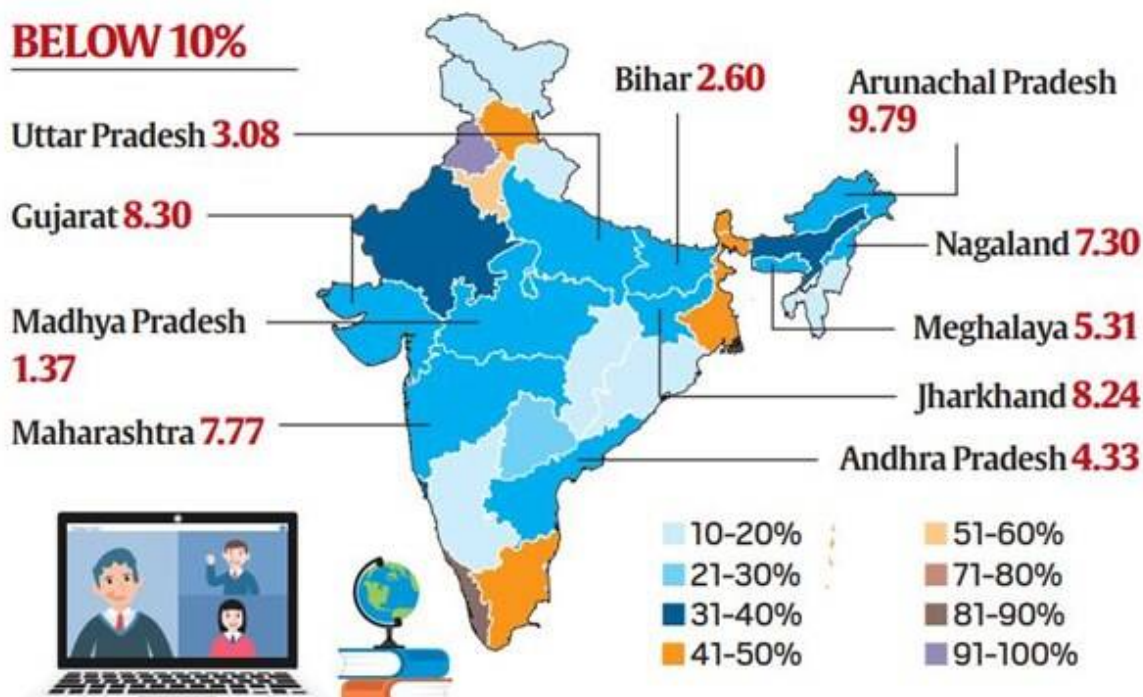 BELOW 10%
Uttar Pradesh 3.08
Gujarat 8.30
Madhya Pradesh
1.37
Maharashtra 7.77
Bihar 2.60
Arunachal Pradesh
9.79
Nagaland 7.30
Meghalaya 5.31
Jharkhand 8.24
Andhra Pradesh 4.33
10-20%
21-30%
31-40%
41-50%
51-60%
71-80%
81-90%
91-100%